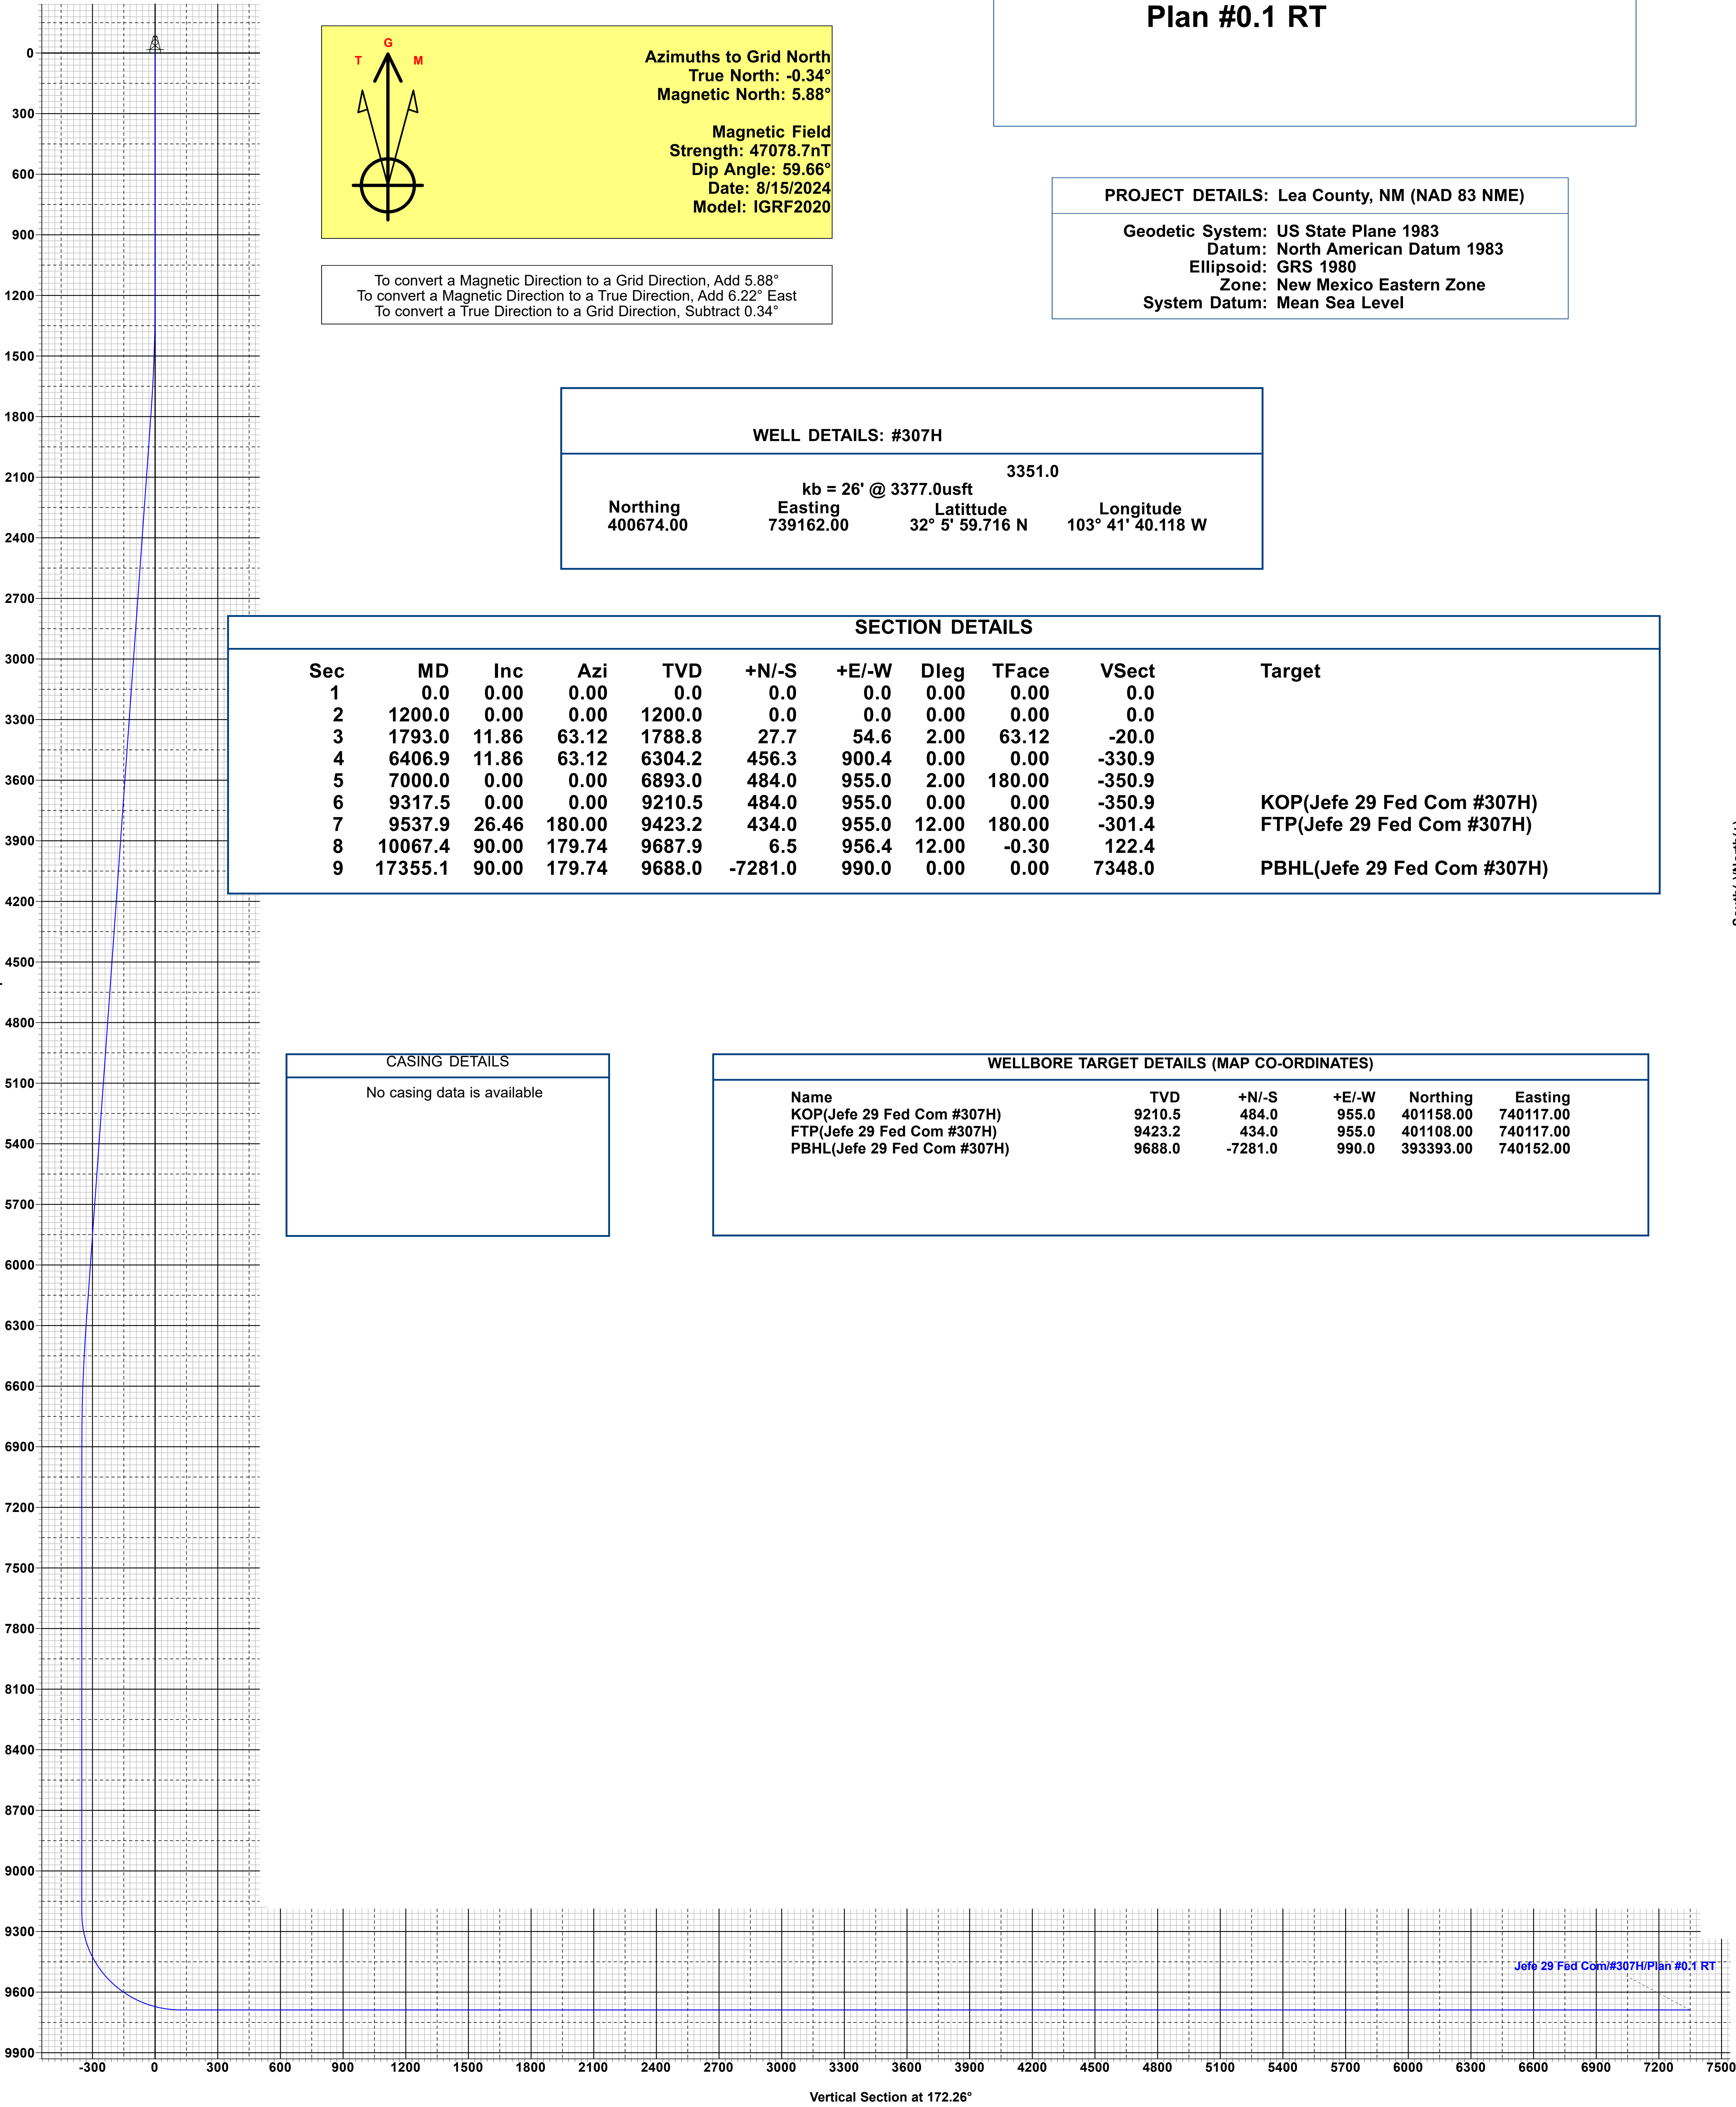 Plan #0.1 RT
G
T M
Azimuths to Grid North
True North: -0.34°
Magnetic North: 5.88°
Magnetic Field
Strength: 47078.7nT
Dip Angle: 59.66°
Date: 8/15/2024
Model: IGRF2020
To convert a Magnetic Direction to a Grid Direction, Add 5.88°
To convert a Magnetic Direction to a True Direction, Add 6.22° East
To convert a True Direction to a Grid Direction, Subtract 0.34°
PROJECT DETAILS: Lea County, NM (NAD 83 NME)
Geodetic System: US State Plane 1983
Datum: North American Datum 1983
Ellipsoid: GRS 1980
Zone: New Mexico Eastern Zone
System Datum: Mean Sea Level
WELL DETAILS: #307H
3351.0
kb = 26' @ 3377.0usft
Northing Easting Latittude Longitude
400674.00 739162.00 32° 5' 59.716 N 103° 41' 40.118 W
SECTION DETAILS
Sec MD Inc Azi TVD +N/-S +E/-W Dleg TFace VSect Target
1 0.0 0.00 0.00 0.0 0.0 0.0 0.00 0.00 0.0
2 1200.0 0.00 0.00 1200.0 0.0 0.0 0.00 0.00 0.0
3 1793.0 11.86 63.12 1788.8 27.7 54.6 2.00 63.12 -20.0
4 6406.9 11.86 63.12 6304.2 456.3 900.4 0.00 0.00 -330.9
5 7000.0 0.00 0.00 6893.0 484.0 955.0 2.00 180.00 -350.9
6 9317.5 0.00 0.00 9210.5 484.0 955.0 0.00 0.00 -350.9 KOP(Jefe 29 Fed Com #307H)
7 9537.9 26.46 180.00 9423.2 434.0 955.0 12.00 180.00 -301.4 FTP(Jefe 29 Fed Com #307H)
8 10067.4 90.00 179.74 9687.9 6.5 956.4 12.00 -0.30 122.4
9 17355.1 90.00 179.74 9688.0 -7281.0 990.0 0.00 0.00 7348.0 PBHL(Jefe 29 Fed Com #307H)
CASING DETAILS
No casing data is available
WELLBORE TARGET DETAILS (MAP CO-ORDINATES)
Name TVD +N/-S +E/-W Northing Easting
KOP(Jefe 29 Fed Com #307H) 9210.5 484.0 955.0 401158.00 740117.00
FTP(Jefe 29 Fed Com #307H) 9423.2 434.0 955.0 401108.00 740117.00
PBHL(Jefe 29 Fed Com #307H) 9688.0 -7281.0 990.0 393393.00 740152.00
0
300
600
900
1200
1500
1800
2100
2400
2700
3000
3300
3600
3900
4200
4500
4800
5100
5400
5700
6000
6300
6600
6900
7200
7500
7800
8100
8400
8700
9000
9300
9600
9900
Jefe 29 Fed Com/#307H/Plan #0.1 RT
-300 0 300 600 900 1200 1500 1800 2100 2400 2700 3000 3300 3600 3900 4200 4500 4800 5100 5400 5700 6000 6300 6600 6900 7200 7500
Vertical Section at 172.26°